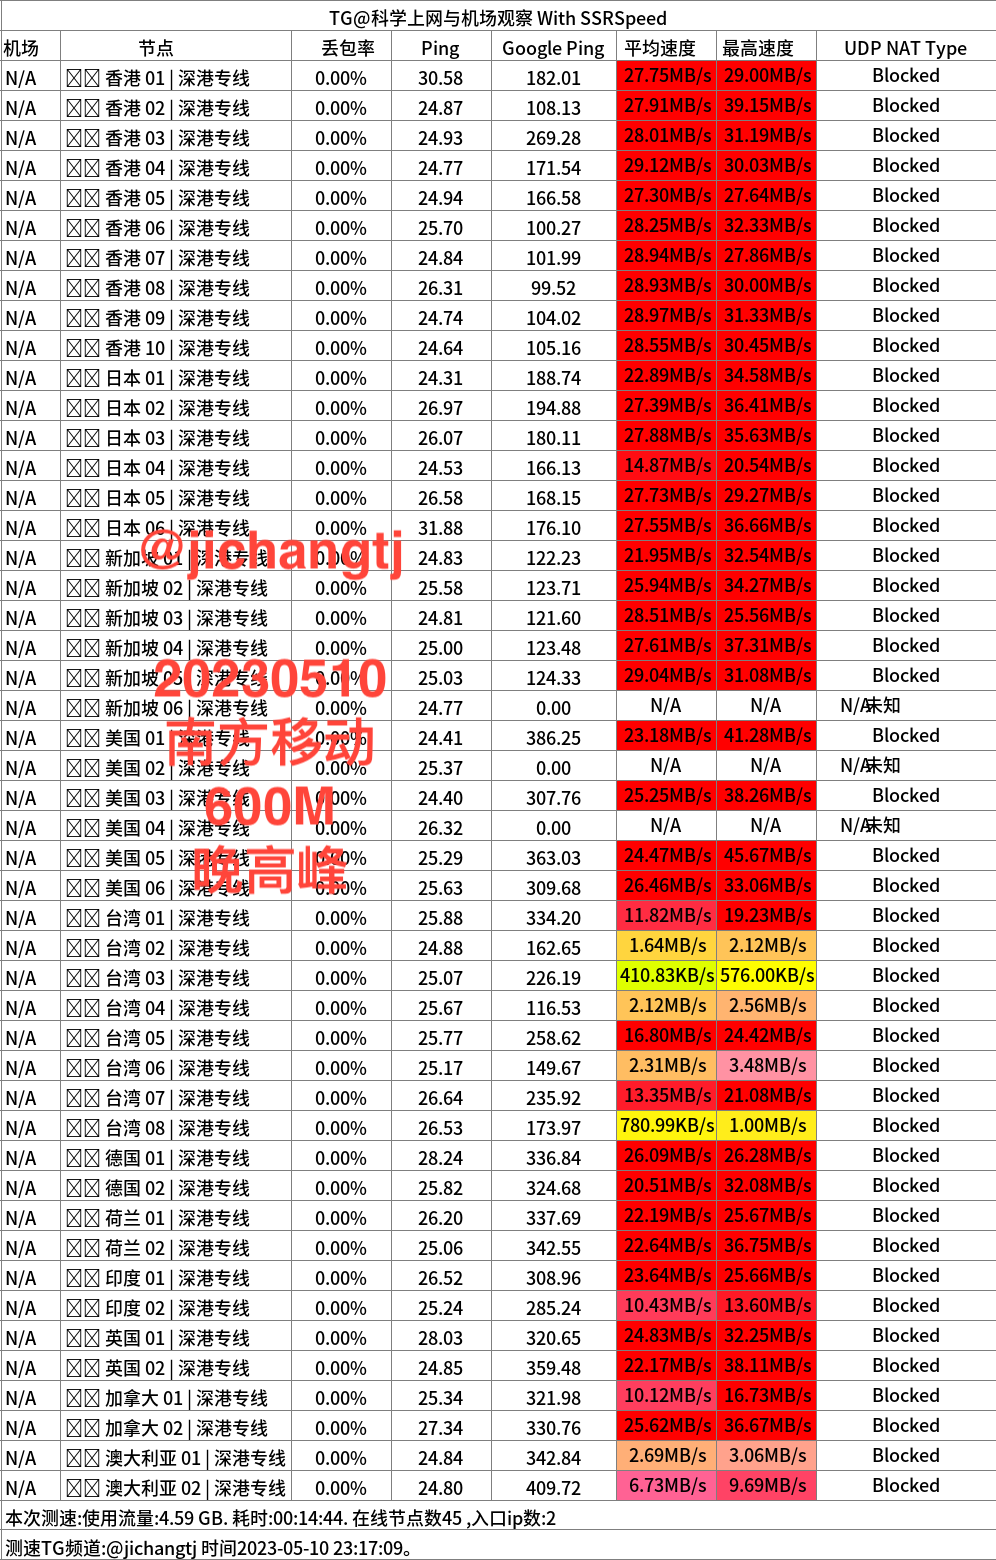 TG@科学上网与机场观察 With SSRSpeed
机场 节点 丢包率 Ping Google Ping 平均速度 最高速度 UDP NAT Type
N/A 香港 01 | 深港专线 0.00% 30.58 182.01 27.75MB/s 29.00MB/s Blocked
N/A 香港 02 | 深港专线 0.00% 24.87 108.13 27.91MB/s 39.15MB/s Blocked
N/A 香港 03 | 深港专线 0.00% 24.93 269.28 28.01MB/s 31.19MB/s Blocked
N/A 香港 04 | 深港专线 0.00% 24.77 171.54 29.12MB/s 30.03MB/s Blocked
N/A 香港 05 | 深港专线 0.00% 24.94 166.58 27.30MB/s 27.64MB/s Blocked
N/A 香港 06 | 深港专线 0.00% 25.70 100.27 28.25MB/s 32.33MB/s Blocked
N/A 香港 07 | 深港专线 0.00% 24.84 101.99 28.94MB/s 27.86MB/s Blocked
N/A 香港 08 | 深港专线 0.00% 26.31 99.52 28.93MB/s 30.00MB/s Blocked
N/A 香港 09 | 深港专线 0.00% 24.74 104.02 28.97MB/s 31.33MB/s Blocked
N/A 香港 10 | 深港专线 0.00% 24.64 105.16 28.55MB/s 30.45MB/s Blocked
N/A 日本 01 | 深港专线 0.00% 24.31 188.74 22.89MB/s 34.58MB/s Blocked
N/A 日本 02 | 深港专线 0.00% 26.97 194.88 27.39MB/s 36.41MB/s Blocked
N/A 日本 03 | 深港专线 0.00% 26.07 180.11 27.88MB/s 35.63MB/s Blocked
N/A 日本 04 | 深港专线 0.00% 24.53 166.13 14.87MB/s 20.54MB/s Blocked
N/A 日本 05 | 深港专线 0.00% 26.58 168.15 27.73MB/s 29.27MB/s Blocked
N/A 日本 06 | 深港专线 0.00% 31.88 176.10 27.55MB/s 36.66MB/s Blocked
@jichangtj
N/A 新加坡 01 | 深港专线 0.00% 24.83 122.23 21.95MB/s 32.54MB/s Blocked
N/A 新加坡 02 | 深港专线 0.00% 25.58 123.71 25.94MB/s 34.27MB/s Blocked
N/A 新加坡 03 | 深港专线 0.00% 24.81 121.60 28.51MB/s 25.56MB/s Blocked
N/A 新加坡 04 | 深港专线 0.00% 25.00 123.48 27.61MB/s 37.31MB/s Blocked
20230510
N/A 新加坡 05 | 深港专线 0.00% 25.03 124.33 29.04MB/s 31.08MB/s Blocked
N/A 新加坡 06 | 深港专线 0.00% 24.77 0.00 N/A N/A N/A未知
南方移动
N/A 美国 01 | 深港专线 0.00% 24.41 386.25 23.18MB/s 41.28MB/s Blocked
N/A 美国 02 | 深港专线 0.00% 25.37 0.00 N/A N/A N/A未知
600M
N/A 美国 03 | 深港专线 0.00% 24.40 307.76 25.25MB/s 38.26MB/s Blocked
N/A 美国 04 | 深港专线 0.00% 26.32 0.00 N/A N/A N/A未知
晚高峰
N/A 美国 05 | 深港专线 0.00% 25.29 363.03 24.47MB/s 45.67MB/s Blocked
N/A 美国 06 | 深港专线 0.00% 25.63 309.68 26.46MB/s 33.06MB/s Blocked
N/A 台湾 01 | 深港专线 0.00% 25.88 334.20 11.82MB/s 19.23MB/s Blocked
N/A 台湾 02 | 深港专线 0.00% 24.88 162.65 1.64MB/s 2.12MB/s Blocked
N/A 台湾 03 | 深港专线 0.00% 25.07 226.19 410.83KB/s 576.00KB/s Blocked
N/A 台湾 04 | 深港专线 0.00% 25.67 116.53 2.12MB/s 2.56MB/s Blocked
N/A 台湾 05 | 深港专线 0.00% 25.77 258.62 16.80MB/s 24.42MB/s Blocked
N/A 台湾 06 | 深港专线 0.00% 25.17 149.67 2.31MB/s 3.48MB/s Blocked
N/A 台湾 07 | 深港专线 0.00% 26.64 235.92 13.35MB/s 21.08MB/s Blocked
N/A 台湾 08 | 深港专线 0.00% 26.53 173.97 780.99KB/s 1.00MB/s Blocked
N/A 德国 01 | 深港专线 0.00% 28.24 336.84 26.09MB/s 26.28MB/s Blocked
N/A 德国 02 | 深港专线 0.00% 25.82 324.68 20.51MB/s 32.08MB/s Blocked
N/A 荷兰 01 | 深港专线 0.00% 26.20 337.69 22.19MB/s 25.67MB/s Blocked
N/A 荷兰 02 | 深港专线 0.00% 25.06 342.55 22.64MB/s 36.75MB/s Blocked
N/A 印度 01 | 深港专线 0.00% 26.52 308.96 23.64MB/s 25.66MB/s Blocked
N/A 印度 02 | 深港专线 0.00% 25.24 285.24 10.43MB/s 13.60MB/s Blocked
N/A 英国 01 | 深港专线 0.00% 28.03 320.65 24.83MB/s 32.25MB/s Blocked
N/A 英国 02 | 深港专线 0.00% 24.85 359.48 22.17MB/s 38.11MB/s Blocked
N/A 加拿大 01 | 深港专线 0.00% 25.34 321.98 10.12MB/s 16.73MB/s Blocked
N/A 加拿大 02 | 深港专线 0.00% 27.34 330.76 25.62MB/s 36.67MB/s Blocked
N/A 澳大利亚 01 | 深港专线 0.00% 24.84 342.84 2.69MB/s 3.06MB/s Blocked
N/A 澳大利亚 02 | 深港专线 0.00% 24.80 409.72 6.73MB/s 9.69MB/s Blocked
本次测速:使用流量:4.59 GB. 耗时:00:14:44. 在线节点数45 ,入口ip数:2
测速TG频道:@jichangtj 时间2023-05-10 23:17:09。